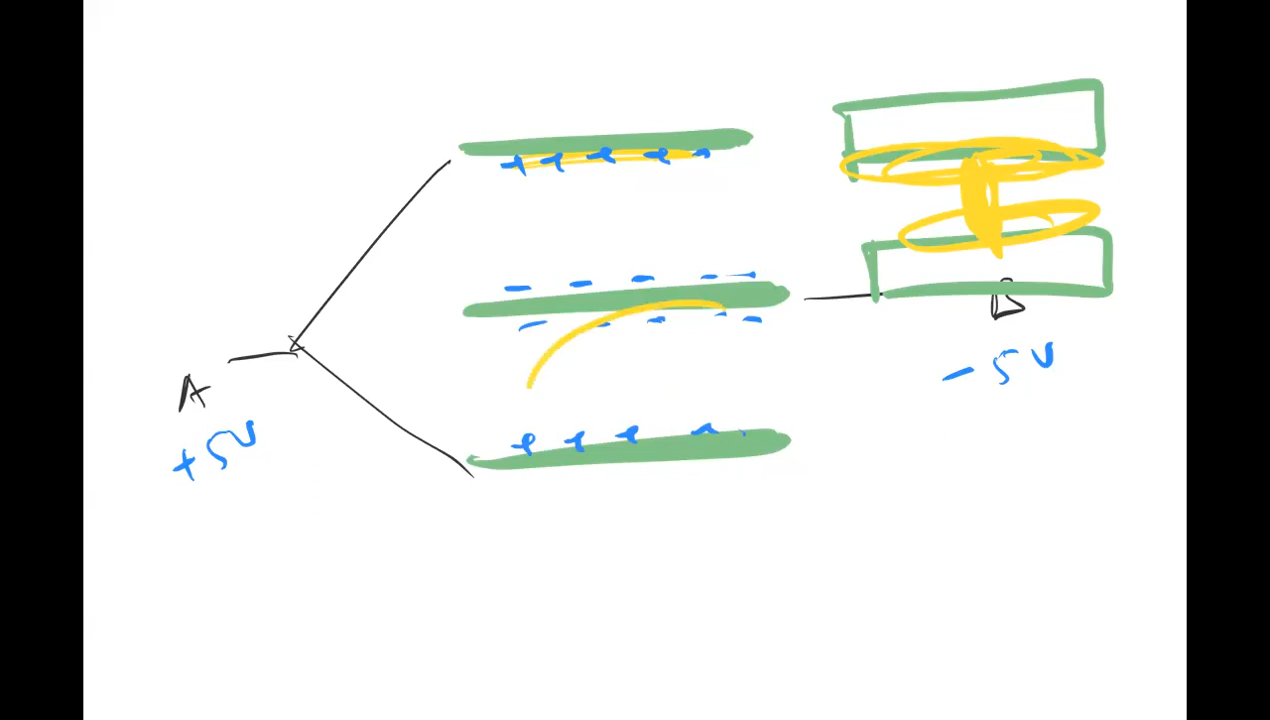 + + + + +
- - - - -
- - - - -
-5V
A
+5V
+ + + +